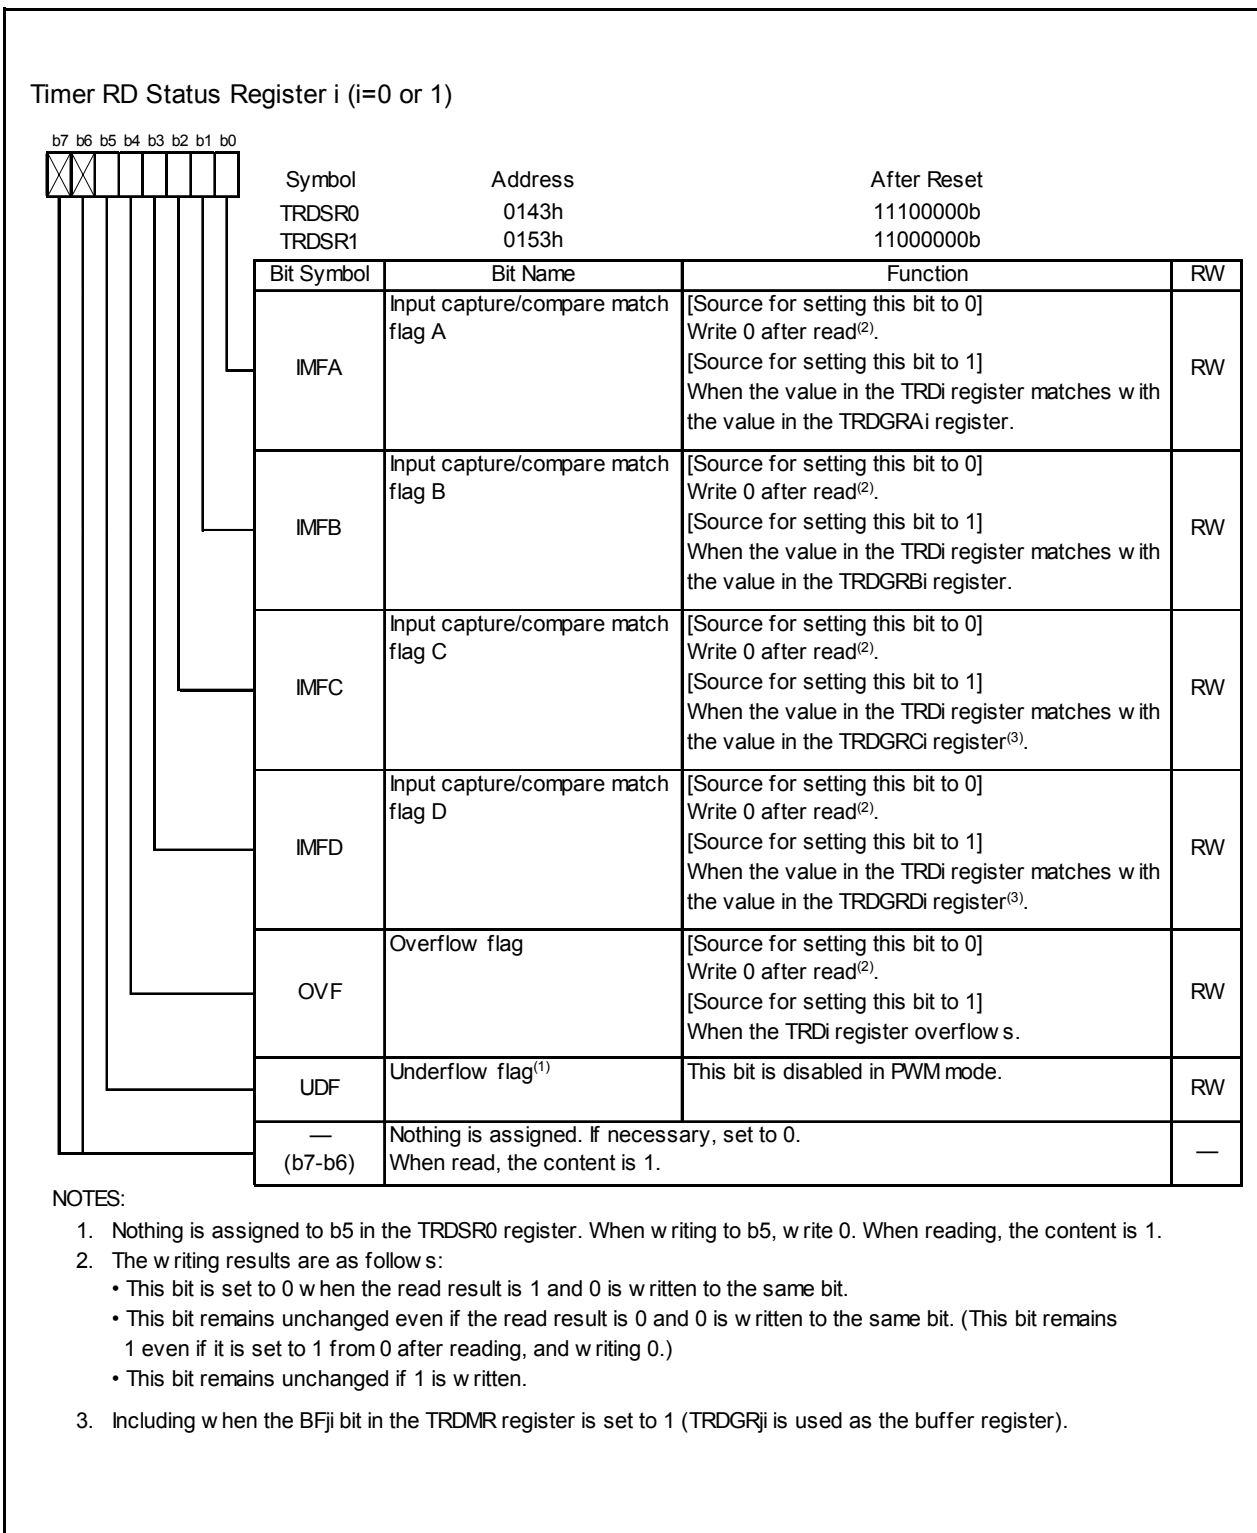 Timer RD Status Register i (i=0 or 1)
b7 b6 b5 b4 b3 b2 b1 b0
Symbol Address After Reset
TRDSR0 0143h 11100000b
TRDSR1 0153h 11000000b
Bit Symbol Bit Name Function RW
IMFA Input capture/compare match flag A [Source for setting this bit to 0]
Write 0 after read(2).
[Source for setting this bit to 1]
When the value in the TRDi register matches with
the value in the TRDGRAi register. RW
IMFB Input capture/compare match flag B [Source for setting this bit to 0]
Write 0 after read(2).
[Source for setting this bit to 1]
When the value in the TRDi register matches with
the value in the TRDGRBi register. RW
IMFC Input capture/compare match flag C [Source for setting this bit to 0]
Write 0 after read(2).
[Source for setting this bit to 1]
When the value in the TRDi register matches with
the value in the TRDGRCi register(3). RW
IMFD Input capture/compare match flag D [Source for setting this bit to 0]
Write 0 after read(2).
[Source for setting this bit to 1]
When the value in the TRDi register matches with
the value in the TRDGRDi register(3). RW
OVF Overflow flag [Source for setting this bit to 0]
Write 0 after read(2).
[Source for setting this bit to 1]
When the TRDi register overflows. RW
UDF Underflow flag(1) This bit is disabled in PWM mode. RW
— (b7-b6) Nothing is assigned. If necessary, set to 0.
When read, the content is 1. —
NOTES:
1. Nothing is assigned to b5 in the TRDSR0 register. When writing to b5, write 0. When reading, the content is 1.
2. The writing results are as follows:
• This bit is set to 0 when the read result is 1 and 0 is written to the same bit.
• This bit remains unchanged even if the read result is 0 and 0 is written to the same bit. (This bit remains
1 even if it is set to 1 from 0 after reading, and writing 0.)
• This bit remains unchanged if 1 is written.
3. Including when the BFji bit in the TRDMR register is set to 1 (TRDGRji is used as the buffer register).